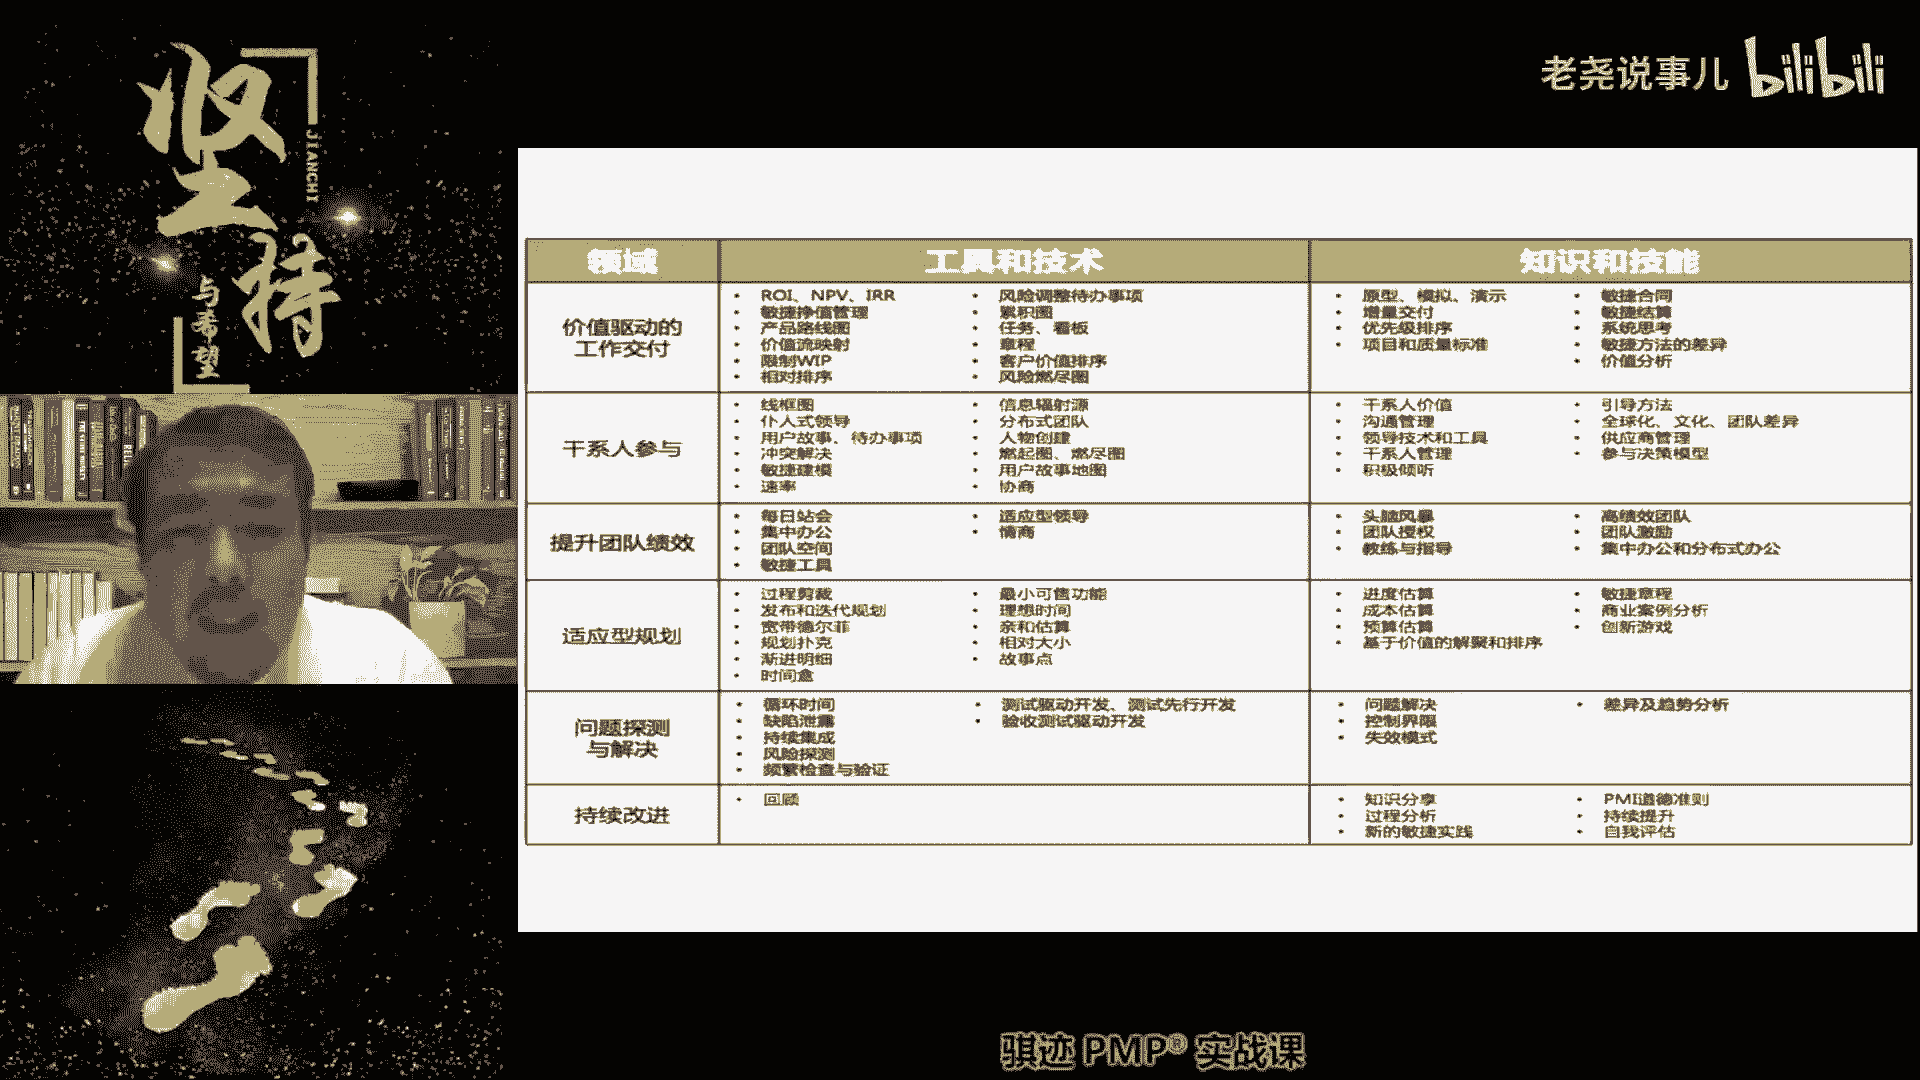 坚持
JIANCHI
与希望
老尧说事儿 bilibili
领域 工具和技术 知识和技能
价值驱动的
工作交付
• ROI、NPV、IRR
• 敏捷挣值管理
• 产品路线图
• 价值流映射
• 限制WIP
• 相对排序
• 风险调整待办事项
• 累积图
• 任务、看板
• 章程
• 客户价值排序
• 风险燃尽图
• 原型、模拟、演示
• 增量交付
• 优先级排序
• 项目和质量标准
• 敏捷合同
• 敏捷结算
• 系统思考
• 敏捷方法的差异
• 价值分析
干系人参与
• 线框图
• 仆人式领导
• 用户故事、待办事项
• 冲突解决
• 敏捷建模
• 速率
• 信息辐射源
• 分布式团队
• 人物创建
• 燃起图、燃尽图
• 用户故事地图
• 协商
• 干系人价值
• 沟通管理
• 领导技术和工具
• 干系人管理
• 积极倾听
• 引导方法
• 全球化、文化、团队差异
• 供应商管理
• 参与决策模型
提升团队绩效
• 每日站会
• 集中办公
• 团队空间
• 敏捷工具
• 适应型领导
• 情商
• 头脑风暴
• 团队授权
• 教练与指导
• 高绩效团队
• 团队激励
• 集中办公和分布式办公
适应型规划
• 过程剪裁
• 发布和迭代规划
• 宽带德尔菲
• 规划扑克
• 渐进明细
• 时间盒
• 最小可售功能
• 理想时间
• 亲和估算
• 相对大小
• 故事点
• 进度估算
• 成本估算
• 预算估算
• 基于价值的解聚和排序
• 敏捷章程
• 商业案例分析
• 创新游戏
问题探测
与解决
• 循环时间
• 缺陷泄露
• 持续集成
• 风险探测
• 频繁检查与验证
• 测试驱动开发、测试先行开发
• 验收测试驱动开发
• 问题解决
• 控制界限
• 失效模式
• 差异及趋势分析
持续改进
• 回顾
• 知识分享
• 过程分析
• 新的敏捷实践
• PMI道德准则
• 持续提升
• 自我评估
骐迹 PMP® 实战课